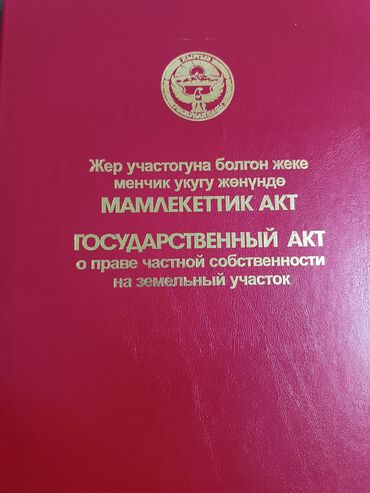 Жер участогуна болгон жеке
менчик укугу жөнүндө
МАМЛЕКЕТТИК АКТ
ГОСУДАРСТВЕННЫЙ АКТ
о праве частной собственности
на земельный участок